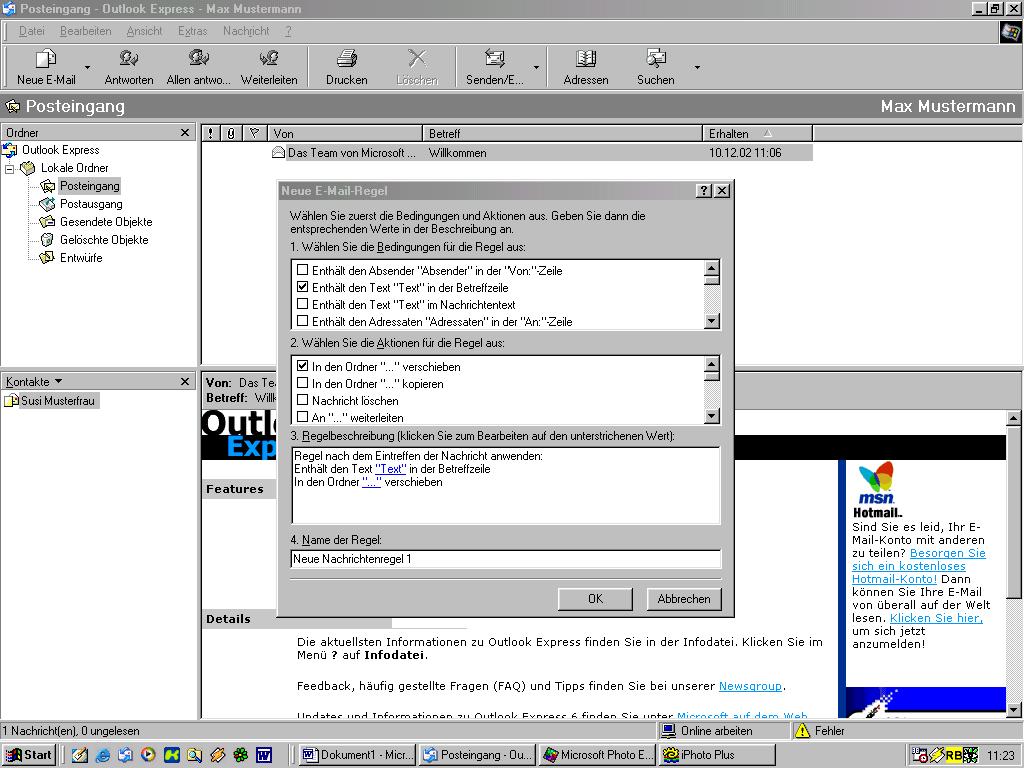 Posteingang - Outlook Express - Max Mustermann
Datei Bearbeiten Ansicht Extras Nachricht ?
Neue E-Mail Antworten Allen antwo... Weiterleiten Drucken Löschen Senden/E... Adressen Suchen
Posteingang Max Mustermann
Ordner
! Von Betreff Erhalten
Outlook Express
Das Team von Microsoft ... Willkommen 10.12.02 11:06
Lokale Ordner
Posteingang
Postausgang
Gesendete Objekte
Gelöschte Objekte
Entwürfe
Neue E-Mail-Regel
Wählen Sie zuerst die Bedingungen und Aktionen aus. Geben Sie dann die
entsprechenden Werte in der Beschreibung an.
1. Wählen Sie die Bedingungen für die Regel aus:
Enthält den Absender "Absender" in der "Von:"-Zeile
Enthält den Text "Text" in der Betreffzeile
Enthält den Text "Text" im Nachrichtentext
Enthält den Adressaten "Adressaten" in der "An:"-Zeile
2. Wählen Sie die Aktionen für die Regel aus:
In den Ordner "..." verschieben
In den Ordner "..." kopieren
Nachricht löschen
An "..." weiterleiten
3. Regelbeschreibung (klicken Sie zum Bearbeiten auf den unterstrichenen Wert):
Regel nach dem Eintreffen der Nachricht anwenden:
Enthält den Text "Text" in der Betreffzeile
In den Ordner "..." verschieben
4. Name der Regel:
Neue Nachrichtenregel 1
OK Abbrechen
Kontakte
Susi Musterfrau
Von: Das Tea
Betreff: Will
Outl
Exp
Features
Details
Die aktuellsten Informationen zu Outlook Express finden Sie in der Infodatei. Klicken Sie im
Menü ? auf Infodatei.
Feedback, häufig gestellte Fragen (FAQ) und Tipps finden Sie bei unserer Newsgroup.
Updates und Informationen zu Outlook Express 6 finden Sie unter Microsoft auf dem Web
msn
Hotmail
Sind Sie es leid, Ihr E-
Mail-Konto mit anderen
zu teilen? Besorgen Sie
sich ein kostenloses
Hotmail-Konto! Dann
können Sie Ihre E-Mail
von überall auf der Welt
lesen. Klicken Sie hier,
um sich jetzt
anzumelden!
1 Nachricht(en), 0 ungelesen Online arbeiten Fehler
Start Dokument1 - Micr... Posteingang - Ou... Microsoft Photo E... iPhoto Plus RB 11:23